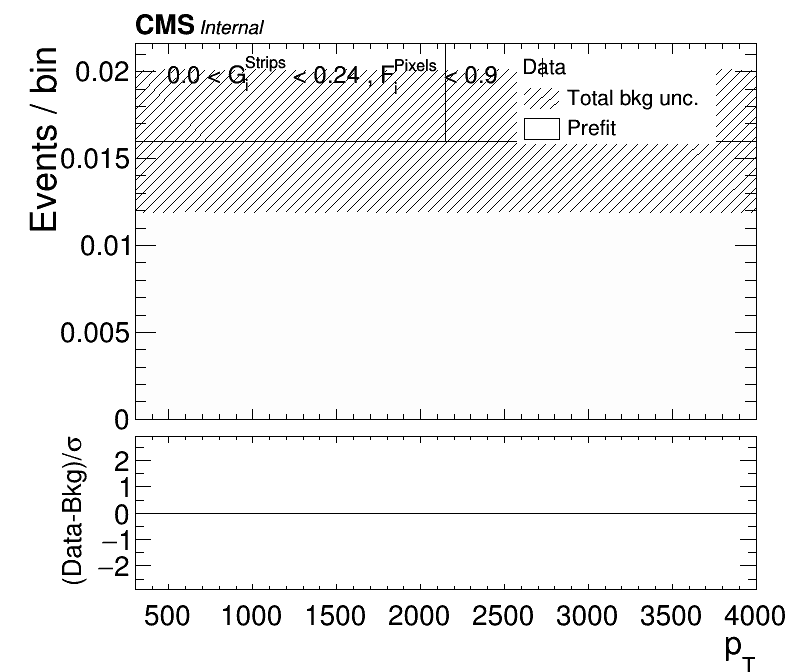 CMS Internal
Events / bin
0.02
0.015
0.01
0.005
0
0.0 < G_i^Strips < 0.24 , F_i^Pixels < 0.9
Data
Total bkg unc.
Prefit
(Data-Bkg)/σ
2
1
0
−1
−2
500 1000 1500 2000 2500 3000 3500 4000
p_T